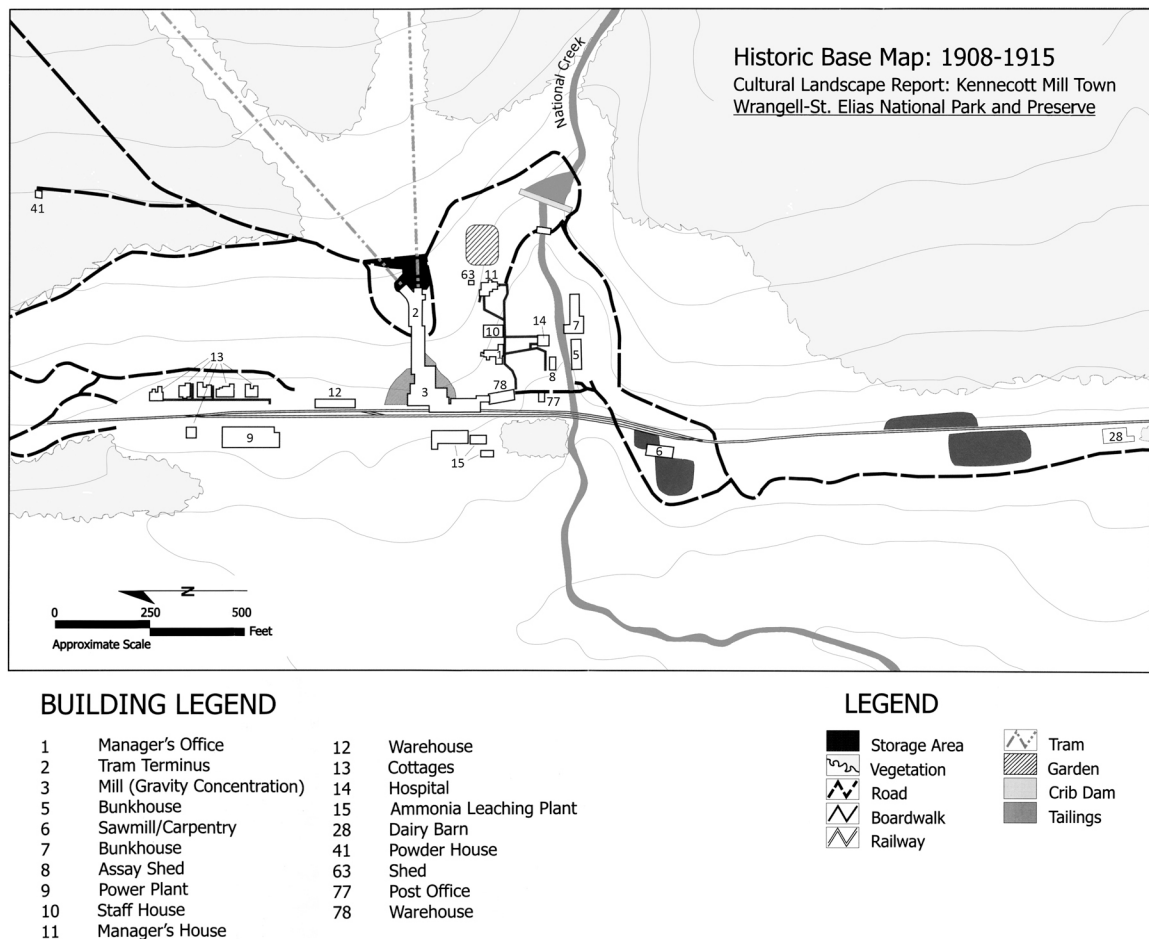 Historic Base Map: 1908-1915
Cultural Landscape Report: Kennecott Mill Town
Wrangell-St. Elias National Park and Preserve
National Creek
41
63
11
2
14
7
10
1
5
8
13
12
3
78
77
9
15
6
28
N
0 250 500
Feet
Approximate Scale
BUILDING LEGEND
1 Manager's Office
2 Tram Terminus
3 Mill (Gravity Concentration)
5 Bunkhouse
6 Sawmill/Carpentry
7 Bunkhouse
8 Assay Shed
9 Power Plant
10 Staff House
11 Manager's House
12 Warehouse
13 Cottages
14 Hospital
15 Ammonia Leaching Plant
28 Dairy Barn
41 Powder House
63 Shed
77 Post Office
78 Warehouse
LEGEND
Storage Area
Vegetation
Road
Boardwalk
Railway
Tram
Garden
Crib Dam
Tailings